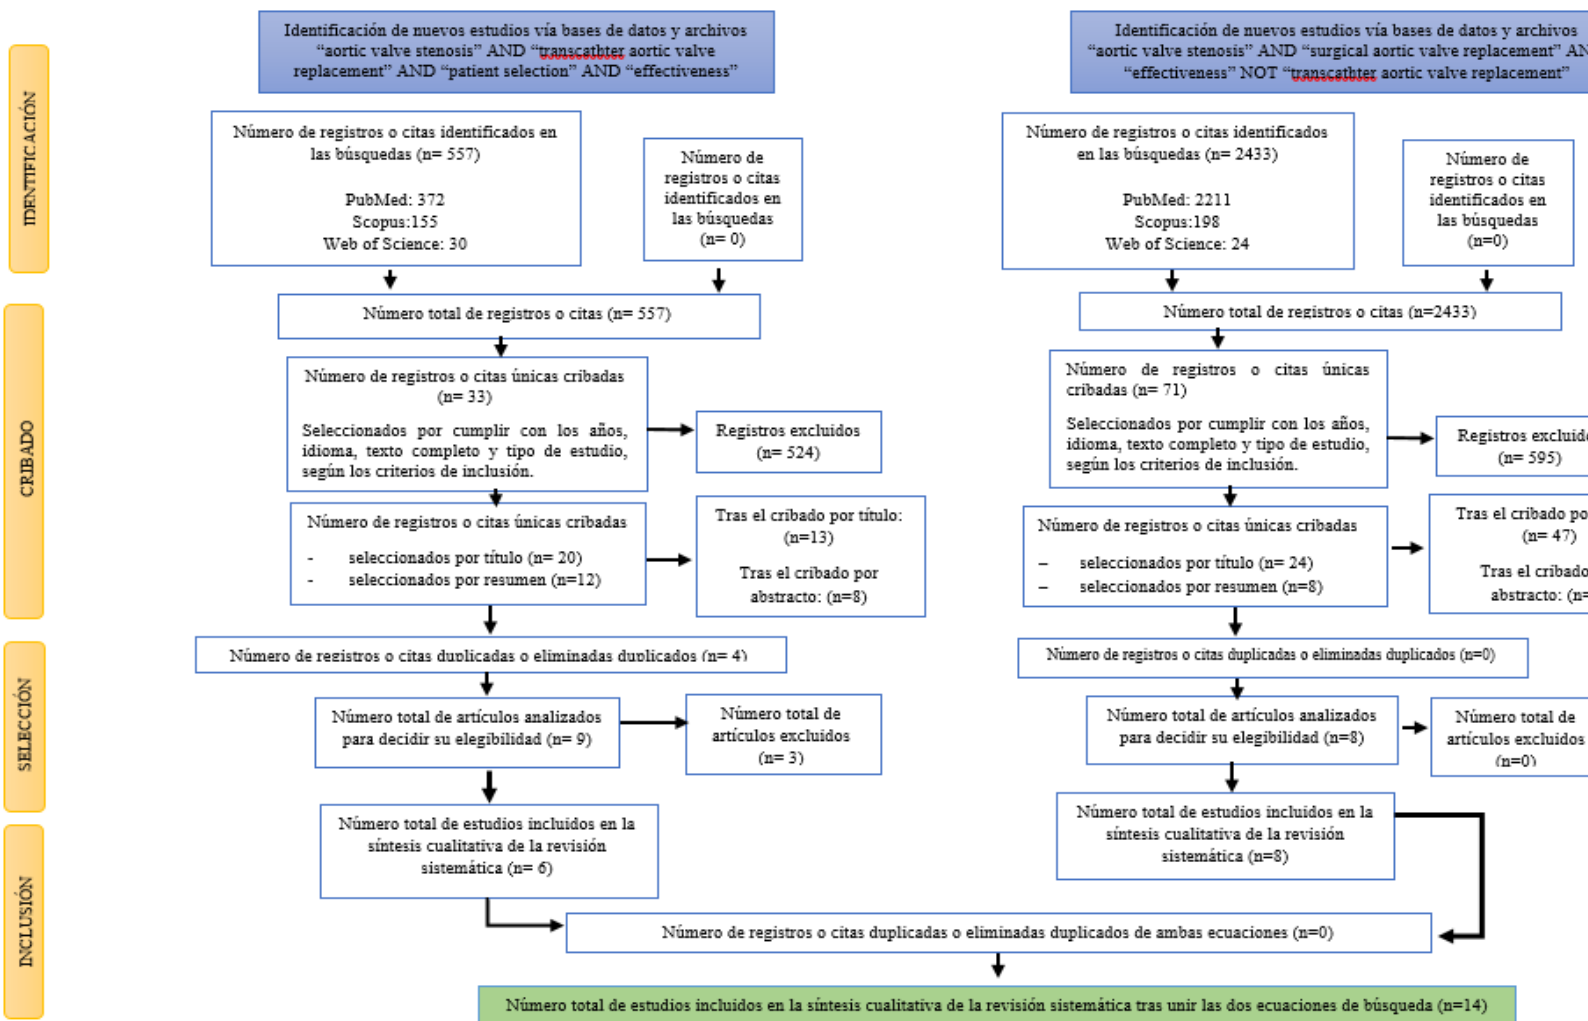 Identificación de nuevos estudios vía bases de datos y archivos
“aortic valve stenosis” AND “transcathter aortic valve
replacement” AND “patient selection” AND “effectiveness”
Identificación de nuevos estudios vía bases de datos y archivos
“aortic valve stenosis” AND “surgical aortic valve replacement” AN
“effectiveness” NOT “transcathter aortic valve replacement”
IDENTIFICACIÓN
Número de registros o citas identificados en
las búsquedas (n= 557)
PubMed: 372
Scopus:155
Web of Science: 30
Número de
registros o citas
identificados en
las búsquedas
(n= 0)
Número de registros o citas identificados
en las búsquedas (n= 2433)
PubMed: 2211
Scopus:198
Web of Science: 24
Número de
registros o citas
identificados en
las búsquedas
(n=0)
CRIBADO
Número total de registros o citas (n= 557)
Número total de registros o citas (n=2433)
Número de registros o citas únicas cribadas
(n= 33)
Seleccionados por cumplir con los años,
idioma, texto completo y tipo de estudio,
según los criterios de inclusión.
Registros excluidos
(n= 524)
Número de registros o citas únicas
cribadas (n= 71)
Seleccionados por cumplir con los años,
idioma, texto completo y tipo de estudio,
según los criterios de inclusión.
Registros excluid
(n= 595)
Número de registros o citas únicas cribadas
- seleccionados por título (n= 20)
- seleccionados por resumen (n=12)
Tras el cribado por título:
(n=13)
Tras el cribado por
abstracto: (n=8)
Número de registros o citas únicas cribadas
– seleccionados por título (n= 24)
– seleccionados por resumen (n=8)
Tras el cribado po
(n= 47)
Tras el cribado
abstracto: (n=
SELECCIÓN
Número de registros o citas duplicadas o eliminadas duplicados (n= 4)
Número de registros o citas duplicadas o eliminadas duplicados (n=0)
Número total de artículos analizados
para decidir su elegibilidad (n= 9)
Número total de
artículos excluidos
(n= 3)
Número total de artículos analizados
para decidir su elegibilidad (n=8)
Número total de
artículos excluidos
(n=0)
INCLUSIÓN
Número total de estudios incluidos en la
síntesis cualitativa de la revisión
sistemática (n= 6)
Número total de estudios incluidos en la
síntesis cualitativa de la revisión
sistemática (n=8)
Número de registros o citas duplicadas o eliminadas duplicados de ambas ecuaciones (n=0)
Número total de estudios incluidos en la síntesis cualitativa de la revisión sistemática tras unir las dos ecuaciones de búsqueda (n=14)